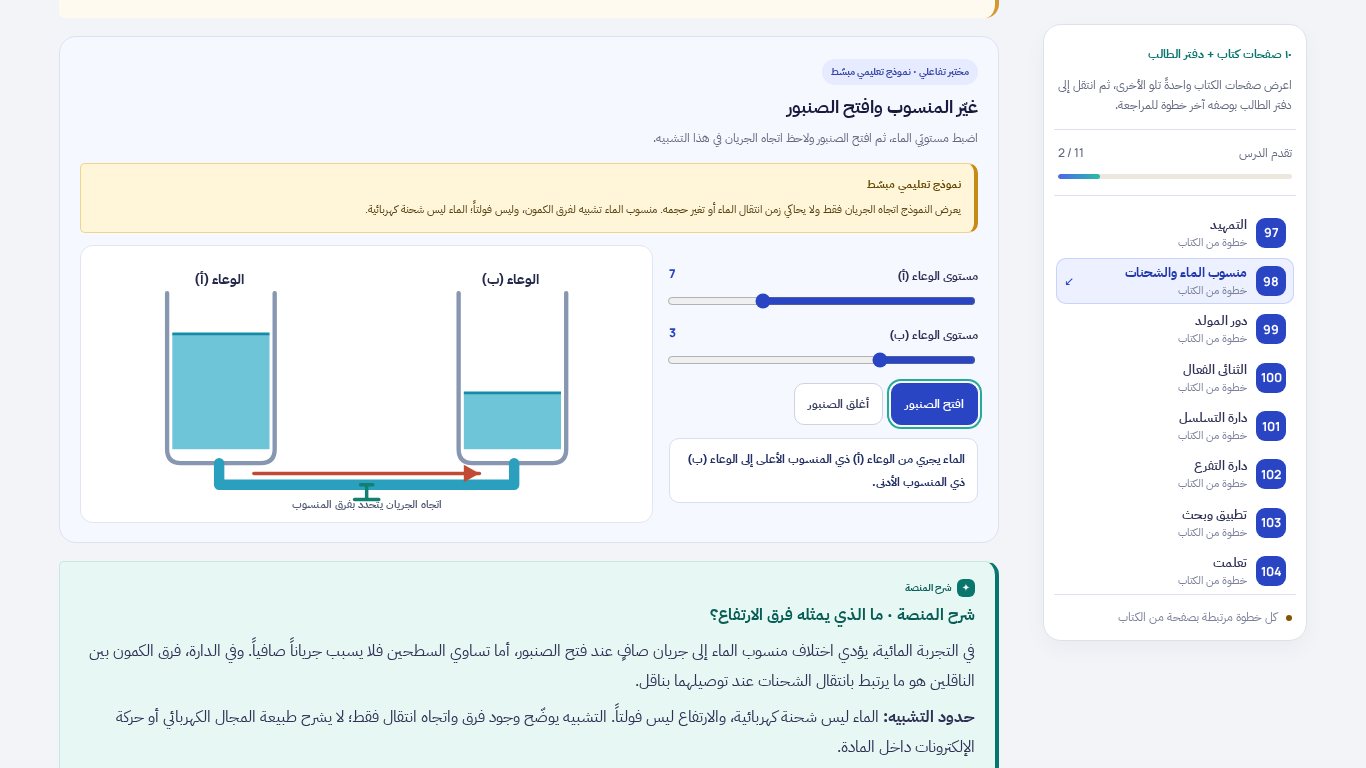 ١٠ صفحات كتاب + دفتر الطالب
اعرض صفحات الكتاب واحدةً تلو الأخرى، ثم انتقل إلى
دفتر الطالب بوصفه آخر خطوة للمراجعة.
تقدم الدرس
2 / 11
97
التمهيد
خطوة من الكتاب
98
منسوب الماء والشحنات
خطوة من الكتاب
↙
99
دور المولد
خطوة من الكتاب
100
الثنائي الفعال
خطوة من الكتاب
101
دارة التسلسل
خطوة من الكتاب
102
دارة التفرع
خطوة من الكتاب
103
تطبيق وبحث
خطوة من الكتاب
104
تعلمت
خطوة من الكتاب
كل خطوة مرتبطة بصفحة من الكتاب
مختبر تفاعلي · نموذج تعليمي مبسّط
غيّر المنسوب وافتح الصنبور
اضبط مستويَي الماء، ثم افتح الصنبور ولاحظ اتجاه الجريان في هذا التشبيه.
نموذج تعليمي مبسّط
يعرض النموذج اتجاه الجريان فقط ولا يحاكي زمن انتقال الماء أو تغير حجمه. منسوب الماء تشبيه لفرق الكمون، وليس فولتاً؛ الماء ليس شحنة كهربائية.
مستوى الوعاء (أ)
7
مستوى الوعاء (ب)
3
افتح الصنبور
أغلق الصنبور
الماء يجري من الوعاء (أ) ذي المنسوب الأعلى إلى الوعاء (ب)
ذي المنسوب الأدنى.
الوعاء (ب)
الوعاء (أ)
اتجاه الجريان يتحدد بفرق المنسوب
شرح المنصة
شرح المنصة · ما الذي يمثله فرق الارتفاع؟
في التجربة المائية، يؤدي اختلاف منسوب الماء إلى جريان صافٍ عند فتح الصنبور، أما تساوي السطحين فلا يسبب جرياناً صافياً. وفي الدارة، فرق الكمون بين
الناقلين هو ما يرتبط بانتقال الشحنات عند توصيلهما بناقل.
حدود التشبيه: الماء ليس شحنة كهربائية، والارتفاع ليس فولتاً. التشبيه يوضّح وجود فرق واتجاه انتقال فقط؛ لا يشرح طبيعة المجال الكهربائي أو حركة
الإلكترونات داخل المادة.